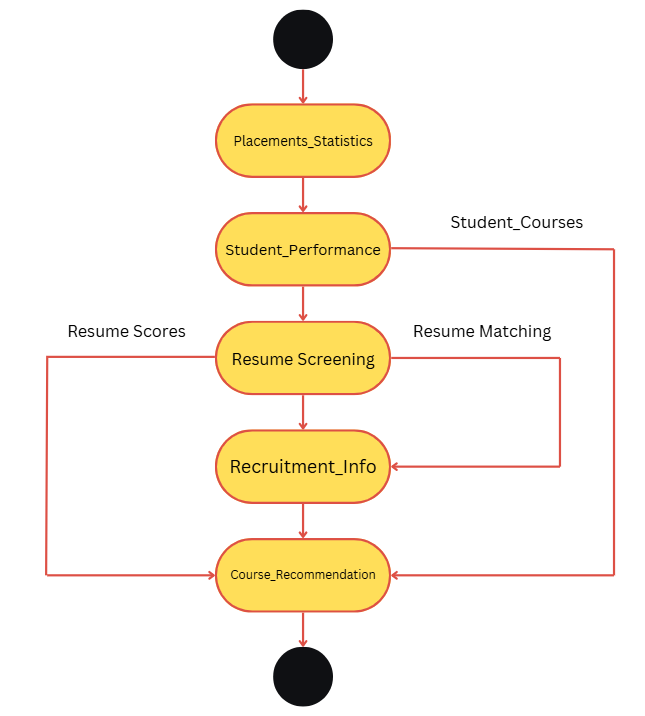 Placements_Statistics
Student_Courses
Student_Performance
Resume Scores
Resume Matching
Resume Screening
Recruitment_Info
Course_Recommendation